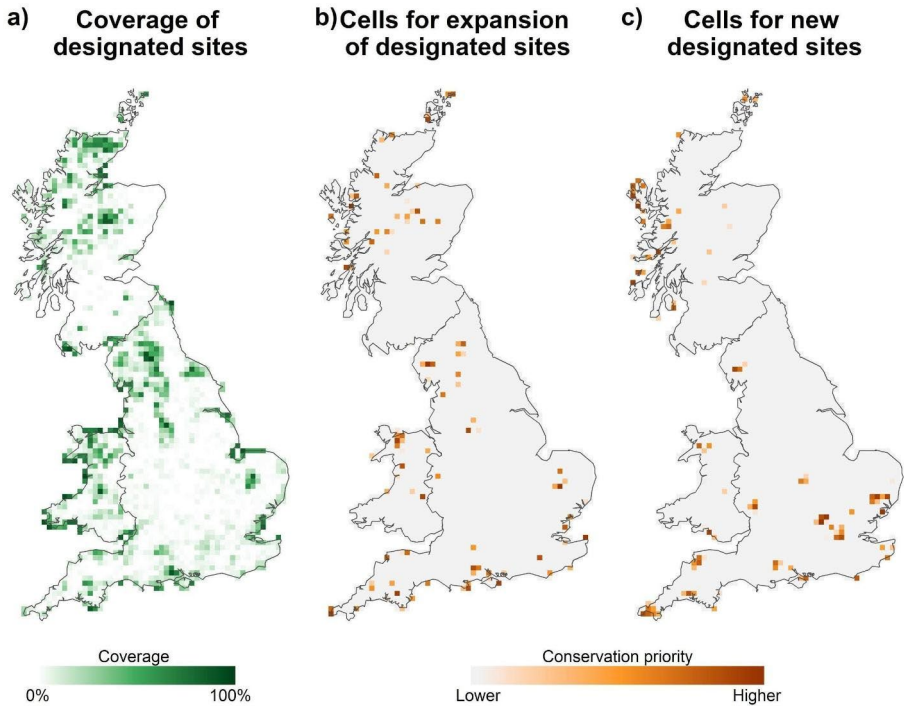 a) Coverage of
designated sites
b) Cells for expansion
of designated sites
c) Cells for new
designated sites
Coverage
0% 100%
Conservation priority
Lower Higher